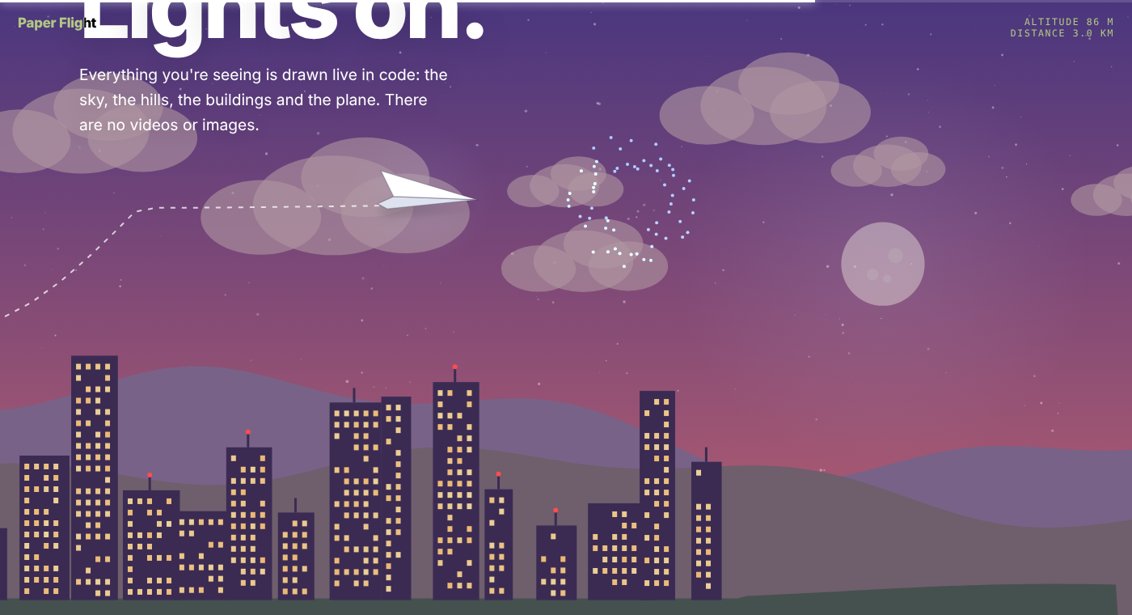 Lights on.
Paper Flight
ALTITUDE 86 M
DISTANCE 3.0 KM
Everything you're seeing is drawn live in code: the
sky, the hills, the buildings and the plane. There
are no videos or images.